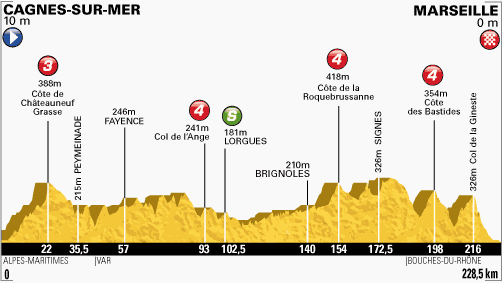 CAGNES-SUR-MER
10 m
MARSEILLE
0 m
3
388m
Côte de
Châteauneuf
Grasse
215m PEYMEINADE
246m
FAYENCE
4
241m
Col de l'Ange
S
181m
LORGUES
210m
BRIGNOLES
4
418m
Côte de la
Roquebrussanne
326m SIGNES
4
354m
Côte
des Bastides
326m Col de la Gineste
22 35,5 57 93 102,5 140 154 172,5 198 216
ALPES-MARITIMES |VAR |BOUCHES-DU-RHÔNE
0 228,5 km